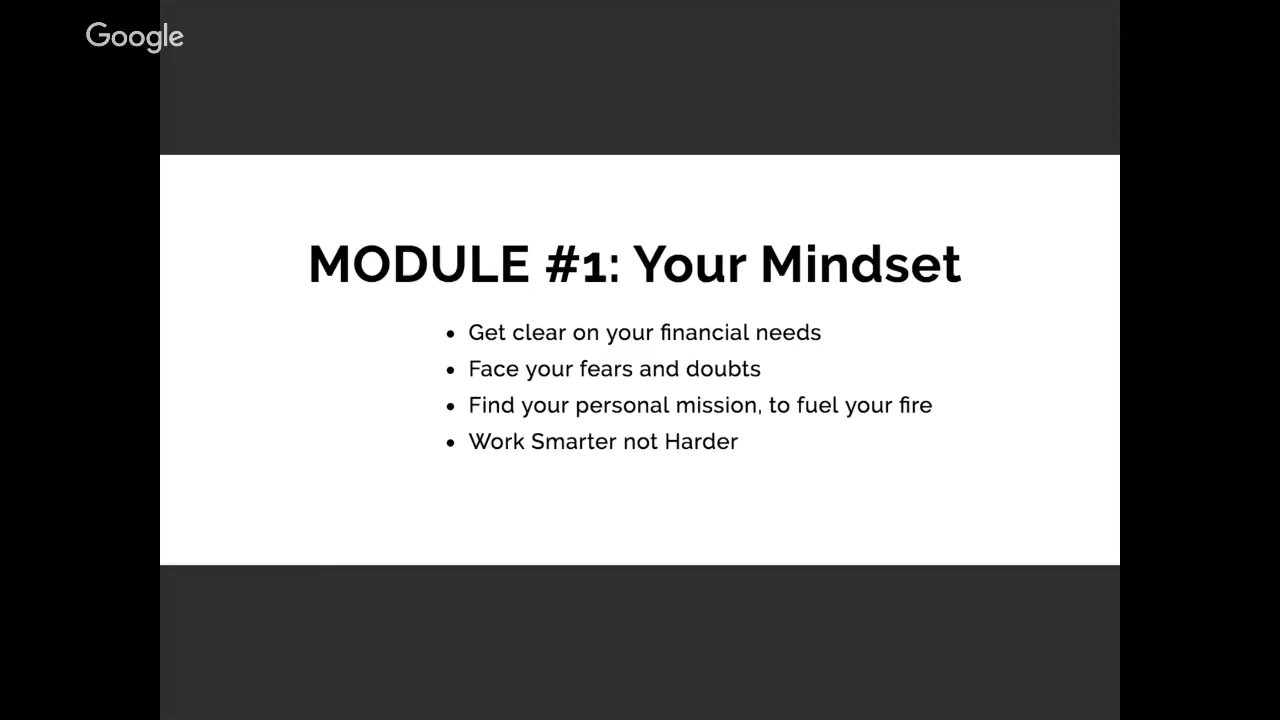 Google
MODULE #1: Your Mindset
• Get clear on your financial needs
• Face your fears and doubts
• Find your personal mission, to fuel your fire
• Work Smarter not Harder